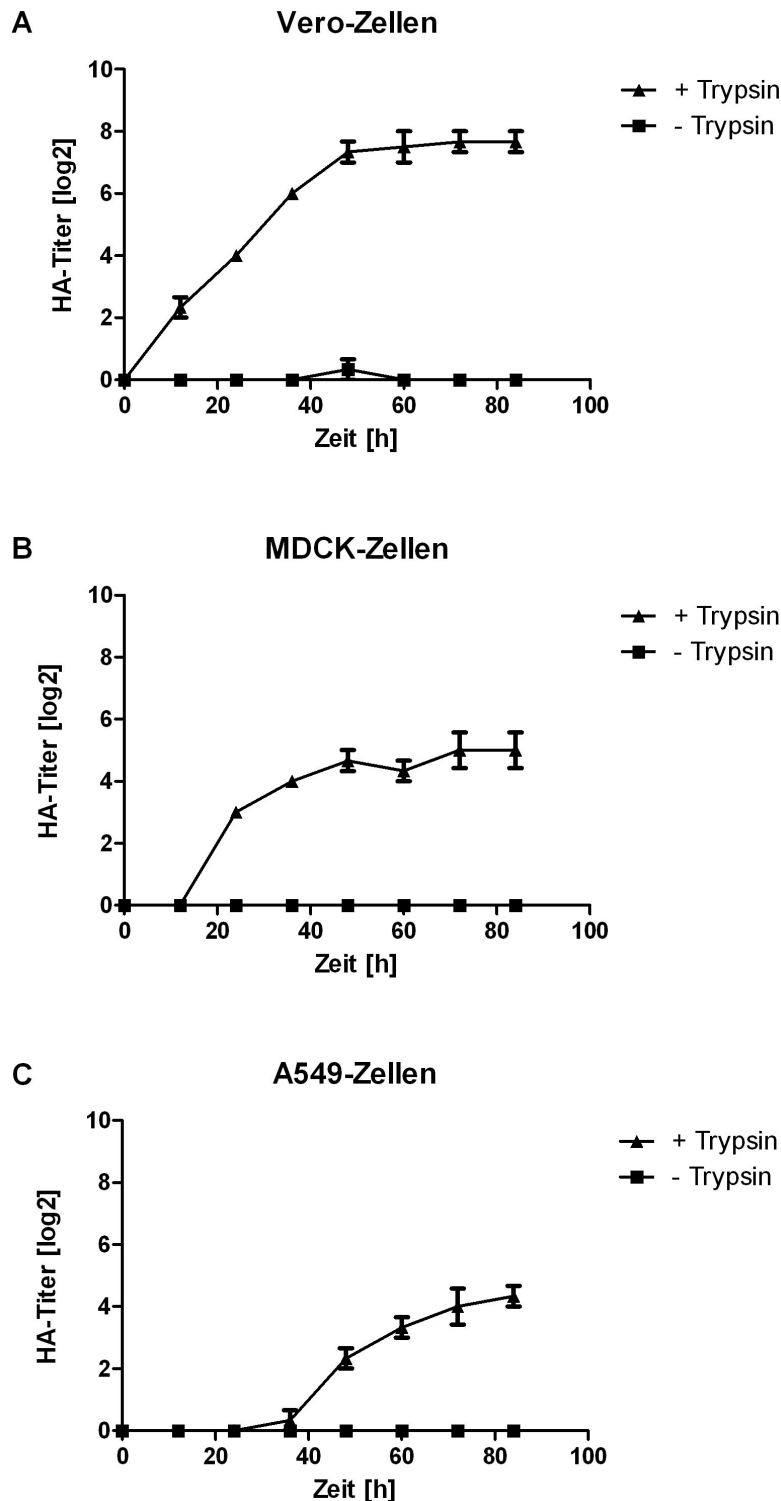 A
Vero-Zellen
10
8
6
4
2
0
HA-Titer [log2]
0 20 40 60 80 100
Zeit [h]
+ Trypsin
- Trypsin
B
MDCK-Zellen
10
8
6
4
2
0
HA-Titer [log2]
0 20 40 60 80 100
Zeit [h]
+ Trypsin
- Trypsin
C
A549-Zellen
10
8
6
4
2
0
HA-Titer [log2]
0 20 40 60 80 100
Zeit [h]
+ Trypsin
- Trypsin